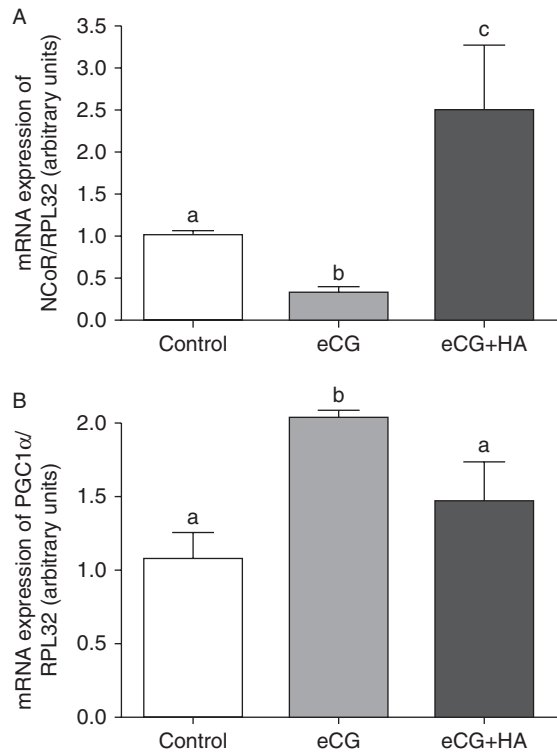 A
mRNA expression of
NCoR/RPL32 (arbitrary units)
3.5
3.0
2.5
2.0
1.5
1.0
0.5
0.0
a
b
c
Control
eCG
eCG+HA
B
mRNA expression of PGC1α/
RPL32 (arbitrary units)
2.0
1.5
1.0
0.5
0.0
a
b
a
Control
eCG
eCG+HA